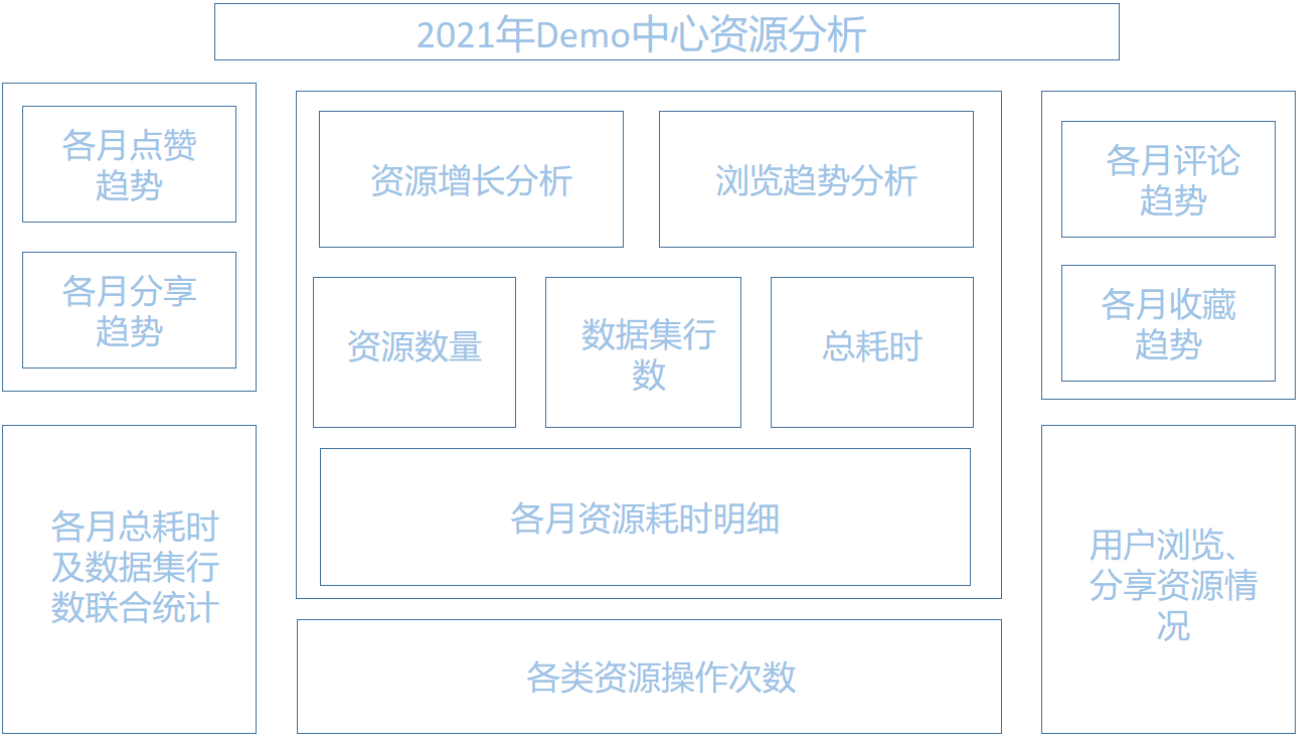 2021年Demo中心资源分析
各月点赞
趋势
各月分享
趋势
各月总耗时
及数据集行
数联合统计
资源增长分析
浏览趋势分析
资源数量
数据集行
数
总耗时
各月资源耗时明细
各类资源操作次数
各月评论
趋势
各月收藏
趋势
用户浏览、
分享资源情
况